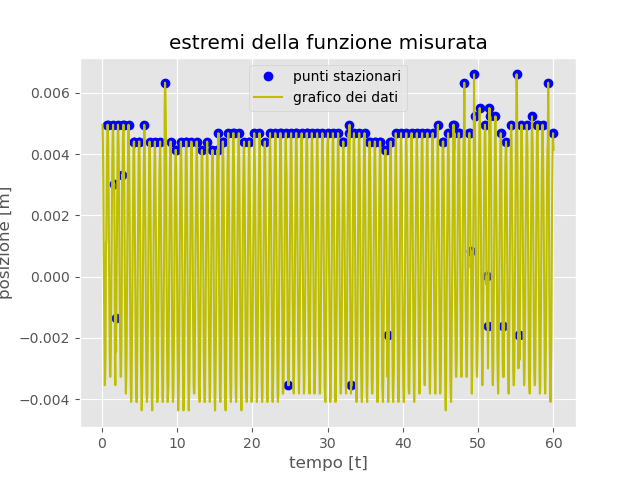 estremi della funzione misurata
punti stazionari
grafico dei dati
posizione [m]
0.006
0.004
0.002
0.000
−0.002
−0.004
0 10 20 30 40 50 60
tempo [t]